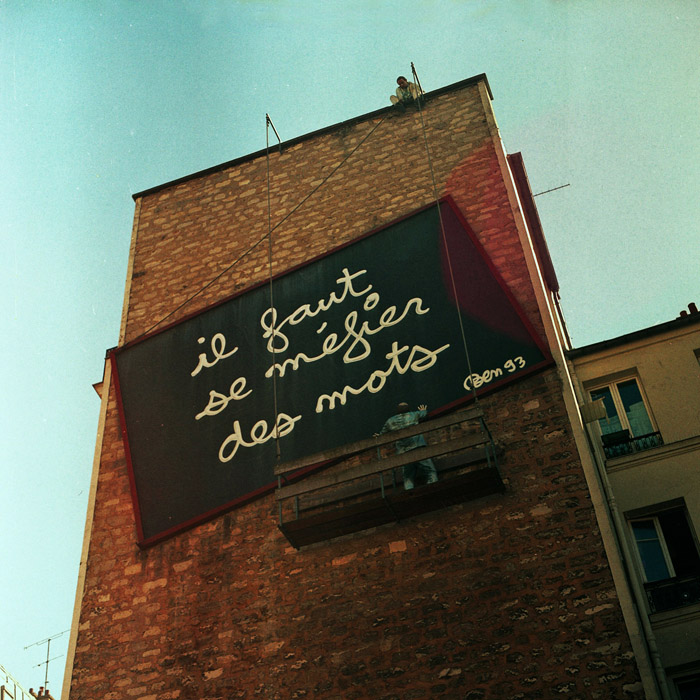 il faut
se méfier
des mots
Ben 93